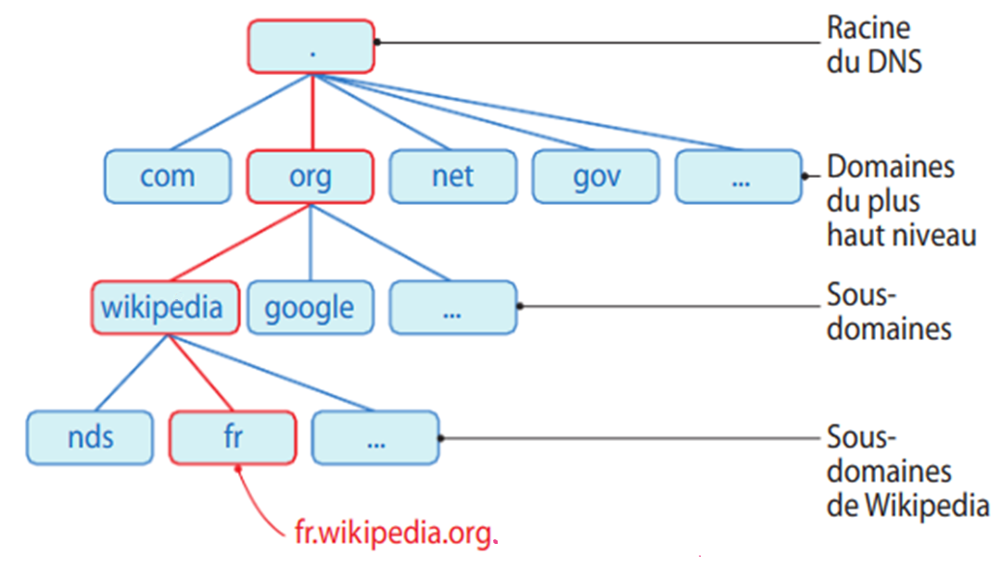 .
Racine
du DNS
com org net gov ...
Domaines
du plus
haut niveau
wikipedia google ...
Sous-
domaines
nds fr ...
Sous-
domaines
de Wikipedia
fr.wikipedia.org.